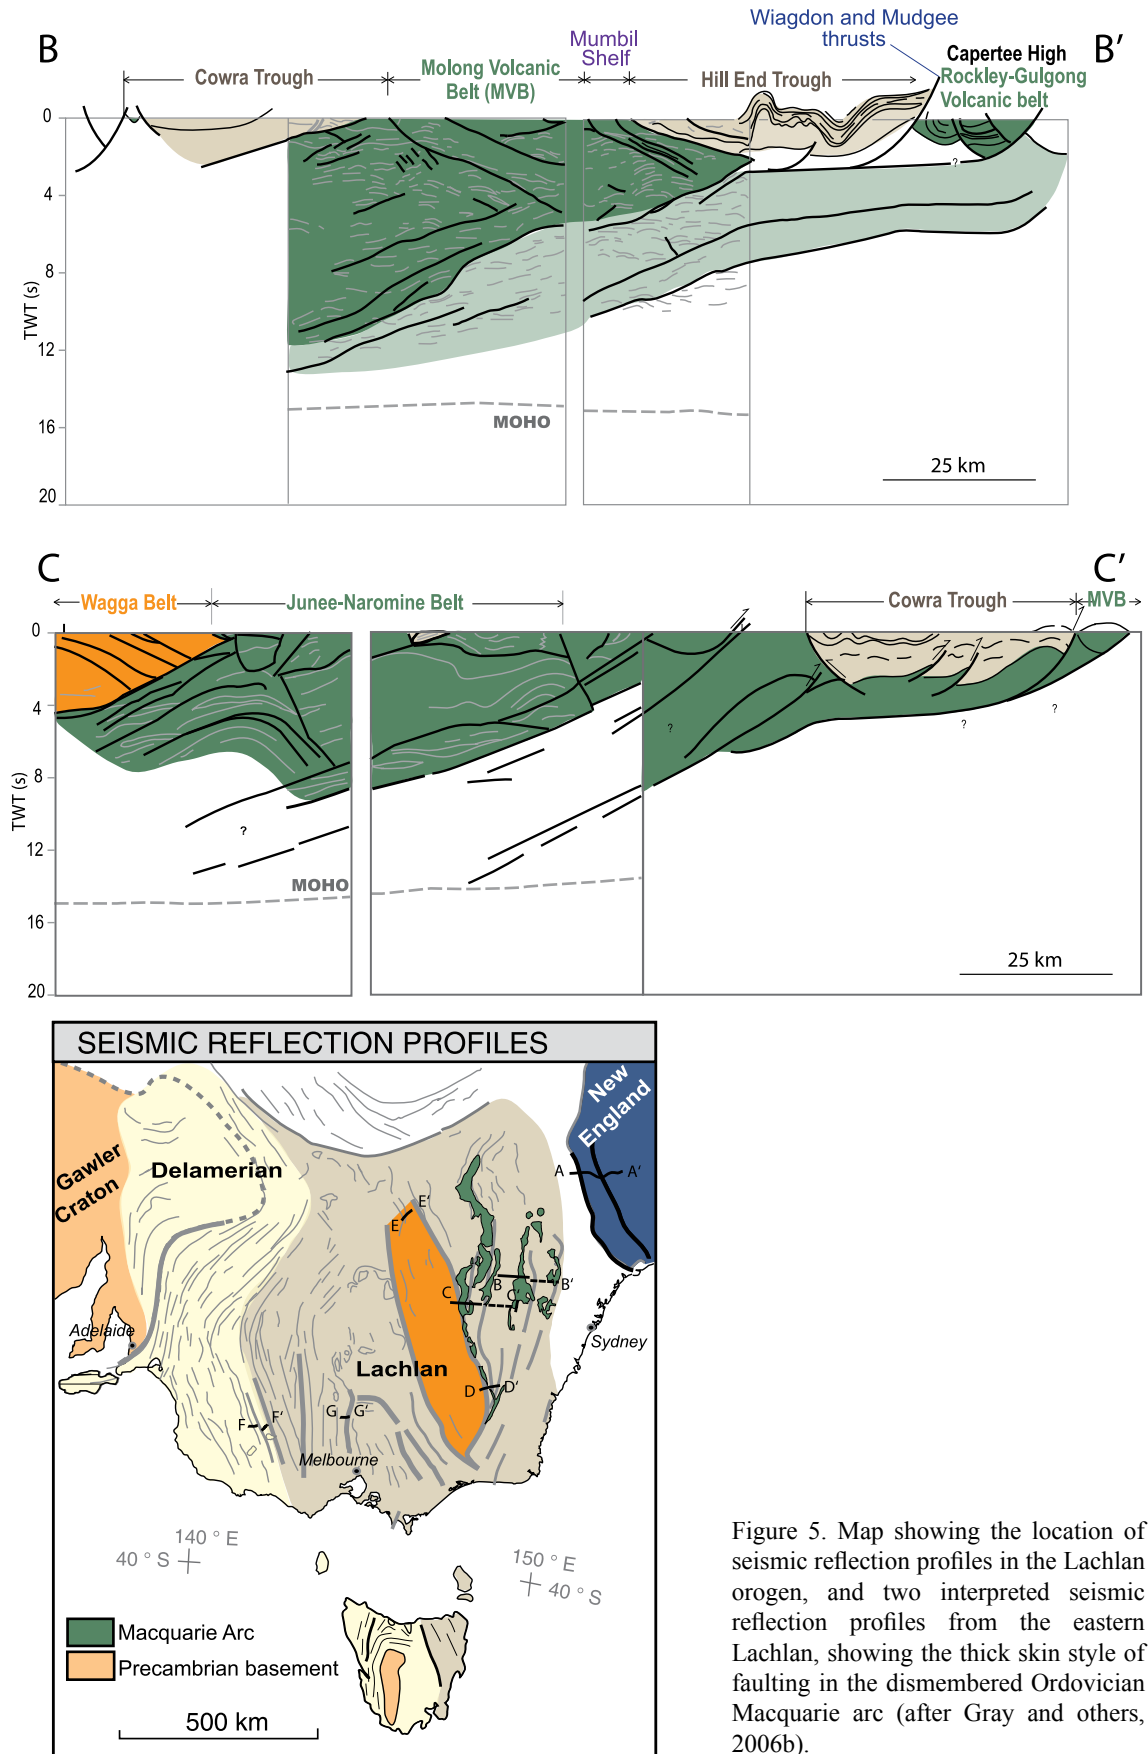 B
B′
Cowra Trough
Molong Volcanic
Belt (MVB)
Mumbil
Shelf
Hill End Trough
Wiagdon and Mudgee
thrusts
Capertee High
Rockley-Gulgong
Volcanic belt
0
4
8
12
16
20
TWT (s)
?
MOHO
25 km
C
C′
Wagga Belt
Junee-Naromine Belt
Cowra Trough
MVB
0
4
8
12
16
20
TWT (s)
?
?
?
?
MOHO
25 km
SEISMIC REFLECTION PROFILES
Gawler
Craton
Delamerian
New
England
A
A'
E
E'
B
B'
C
C'
Adelaide
Sydney
Lachlan
D
D'
F
F'
G
G'
Melbourne
140 ° E
40 ° S
150 ° E
40 ° S
Macquarie Arc
Precambrian basement
500 km
Figure 5. Map showing the location of
seismic reflection profiles in the Lachlan
orogen, and two interpreted seismic
reflection profiles from the eastern
Lachlan, showing the thick skin style of
faulting in the dismembered Ordovician
Macquarie arc (after Gray and others,
2006b).